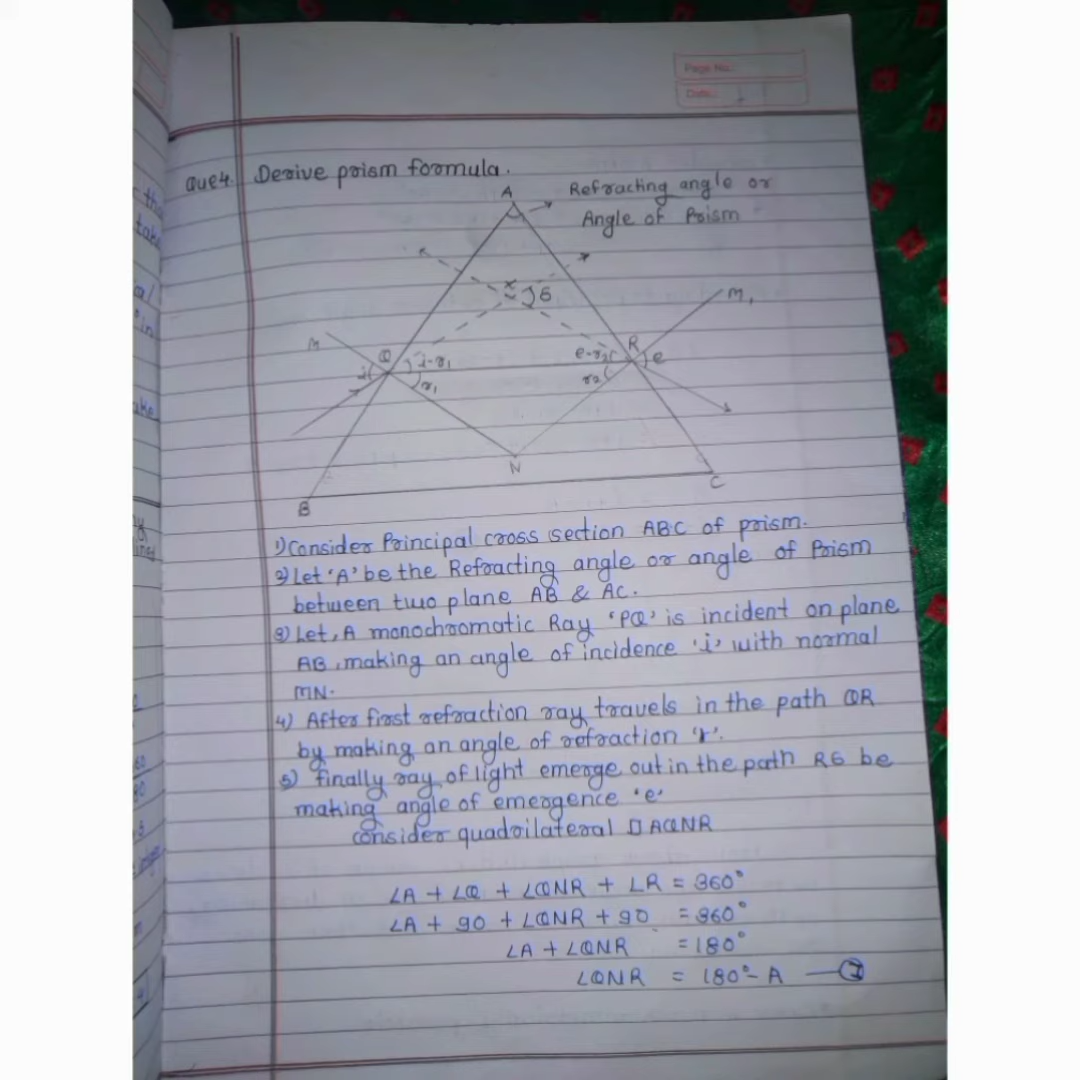 Page No.:
Date:
Que4. Derive prism formula.
A
Refracting angle or
Angle of Prism
δ
M
M₁
Q
i
i-r₁
r₁
R
e-r₂
r₂
e
N
B
C
1) Consider Principal cross section ABC of prism.
2) Let 'A' be the Refracting angle or angle of Prism
between two plane AB & AC.
3) Let, A monochromatic Ray 'PQ' is incident on plane
AB, making an angle of incidence 'i' with normal
MN.
4) After first refraction ray travels in the path QR
by making an angle of refraction 'r'.
5) finally ray of light emerge out in the path RS be
making angle of emergence 'e'
consider quadrilateral □ AQNR
∠A + ∠Q + ∠QNR + ∠R = 360°
∠A + 90 + ∠QNR + 90 = 360°
∠A + ∠QNR = 180°
∠QNR = 180° - A —①